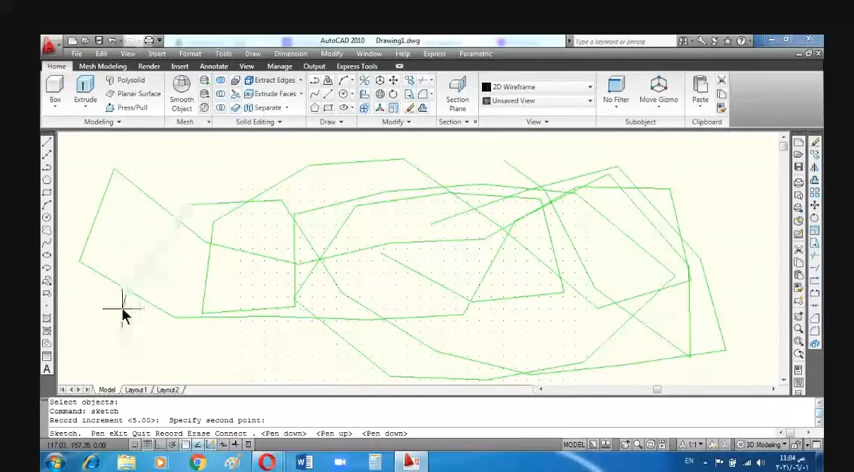 AutoCAD 2010 Drawing1.dwg
Type a keyword or phrase
File Edit View Insert Format Tools Draw Dimension Modify Window Help Express Parametric
Home Mesh Modeling Render Insert Annotate View Manage Output Express Tools
Box
Extrude
Polysolid
Planar Surface
Press/Pull
Smooth Object
Extract Edges
Extrude Faces
Separate
Section Plane
2D Wireframe
Unsaved View
No Filter
Move Gizmo
Paste
Modeling
Mesh
Solid Editing
Draw
Modify
Section
View
Subobject
Clipboard
Model Layout1 Layout2
Select objects:
Command: sketch
Record increment <5.00>: Specify second point:
Sketch. Pen eXit Quit Record Erase Connect . <Pen down> <Pen up> <Pen down>
MODEL
1:1
3D Modeling
EN
11:04 ص